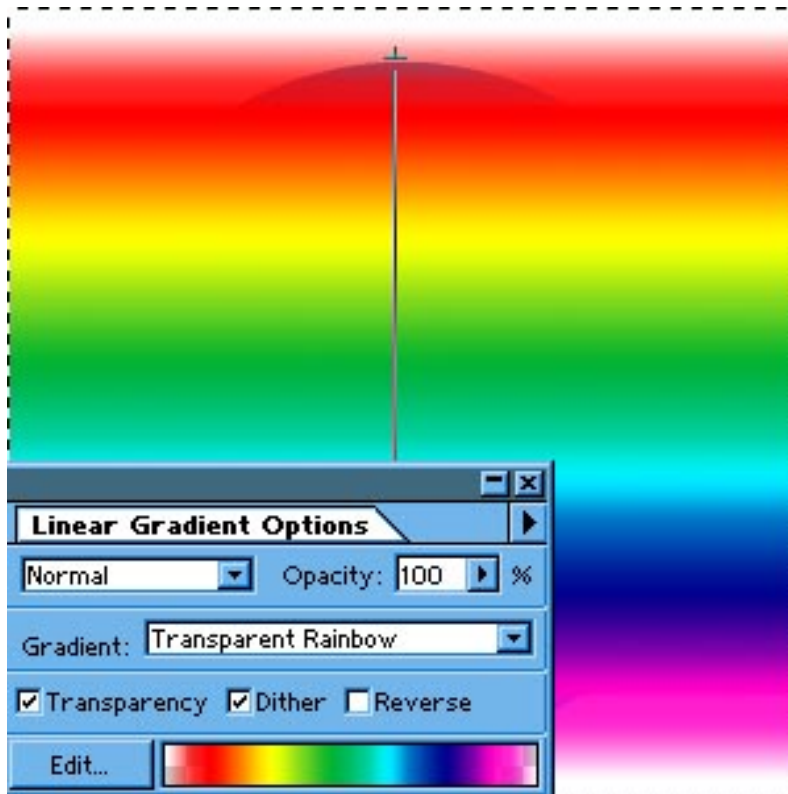 Linear Gradient Options
Normal Opacity: 100 %
Gradient: Transparent Rainbow
Transparency Dither Reverse
Edit...